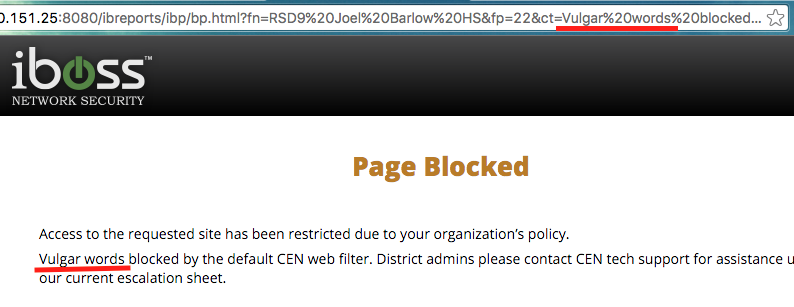 0.151.25:8080/ibreports/ibp/bp.html?fn=RSD9%20Joel%20Barlow%20HS&fp=22&ct=Vulgar%20words%20blocked...
iboss™
NETWORK SECURITY
Page Blocked
Access to the requested site has been restricted due to your organization's policy.
Vulgar words blocked by the default CEN web filter. District admins please contact CEN tech support for assistance u
our current escalation sheet.